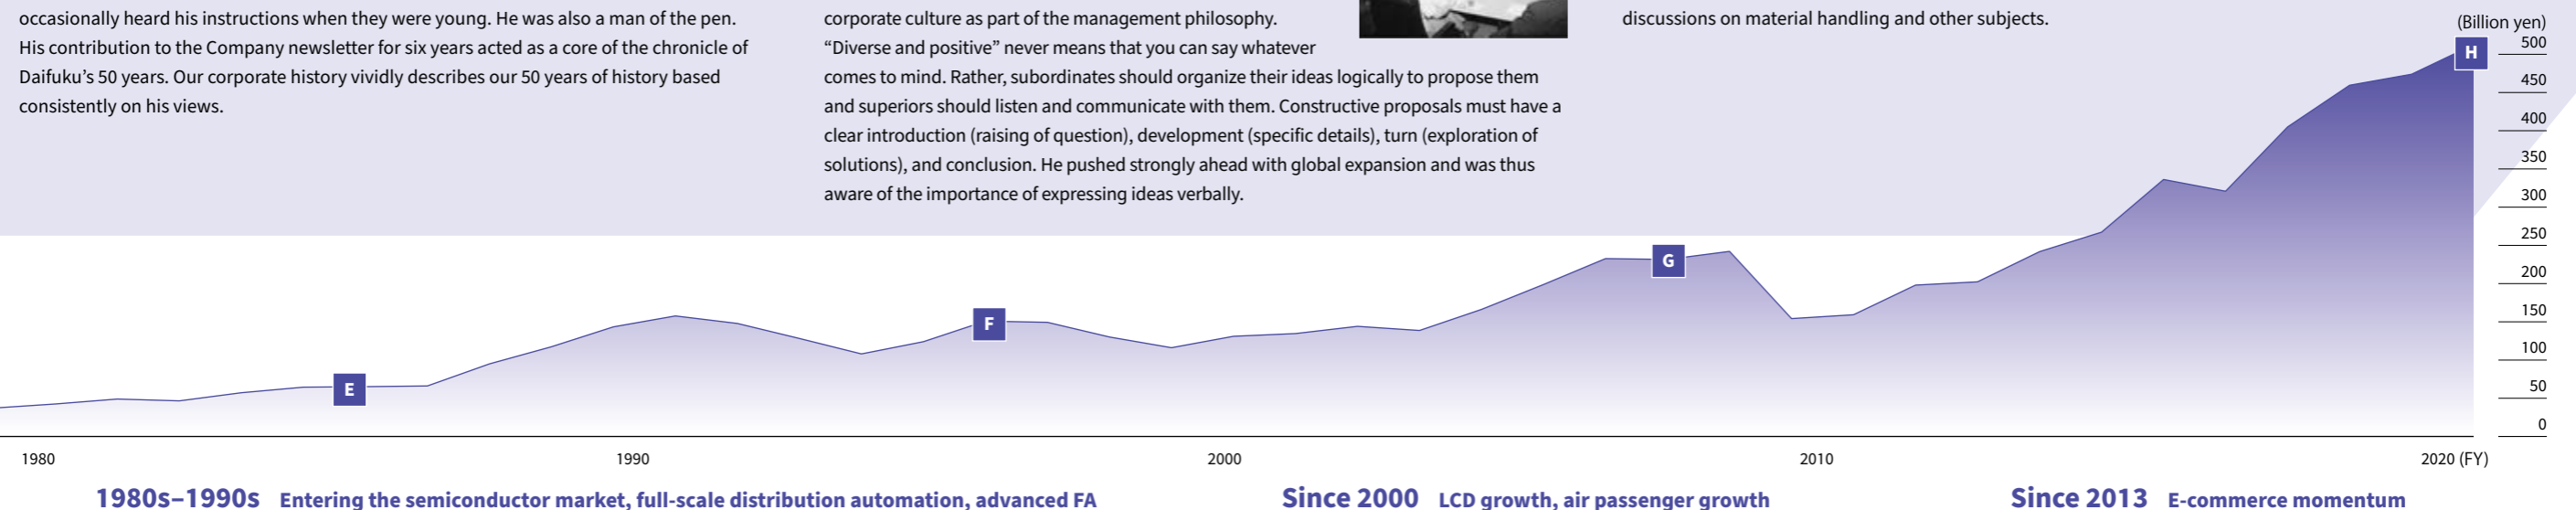 occasionally heard his instructions when they were young. He was also a man of the pen.
His contribution to the Company newsletter for six years acted as a core of the chronicle of
Daifuku’s 50 years. Our corporate history vividly describes our 50 years of history based
consistently on his views.
corporate culture as part of the management philosophy.
“Diverse and positive” never means that you can say whatever
comes to mind. Rather, subordinates should organize their ideas logically to propose them
and superiors should listen and communicate with them. Constructive proposals must have a
clear introduction (raising of question), development (specific details), turn (exploration of
solutions), and conclusion. He pushed strongly ahead with global expansion and was thus
aware of the importance of expressing ideas verbally.
discussions on material handling and other subjects.
(Billion yen)
500
450
400
350
300
250
200
150
100
50
0
E
F
G
H
1980
1990
2000
2010
2020 (FY)
1980s–1990s Entering the semiconductor market, full-scale distribution automation, advanced FA
Since 2000 LCD growth, air passenger growth
Since 2013 E-commerce momentum